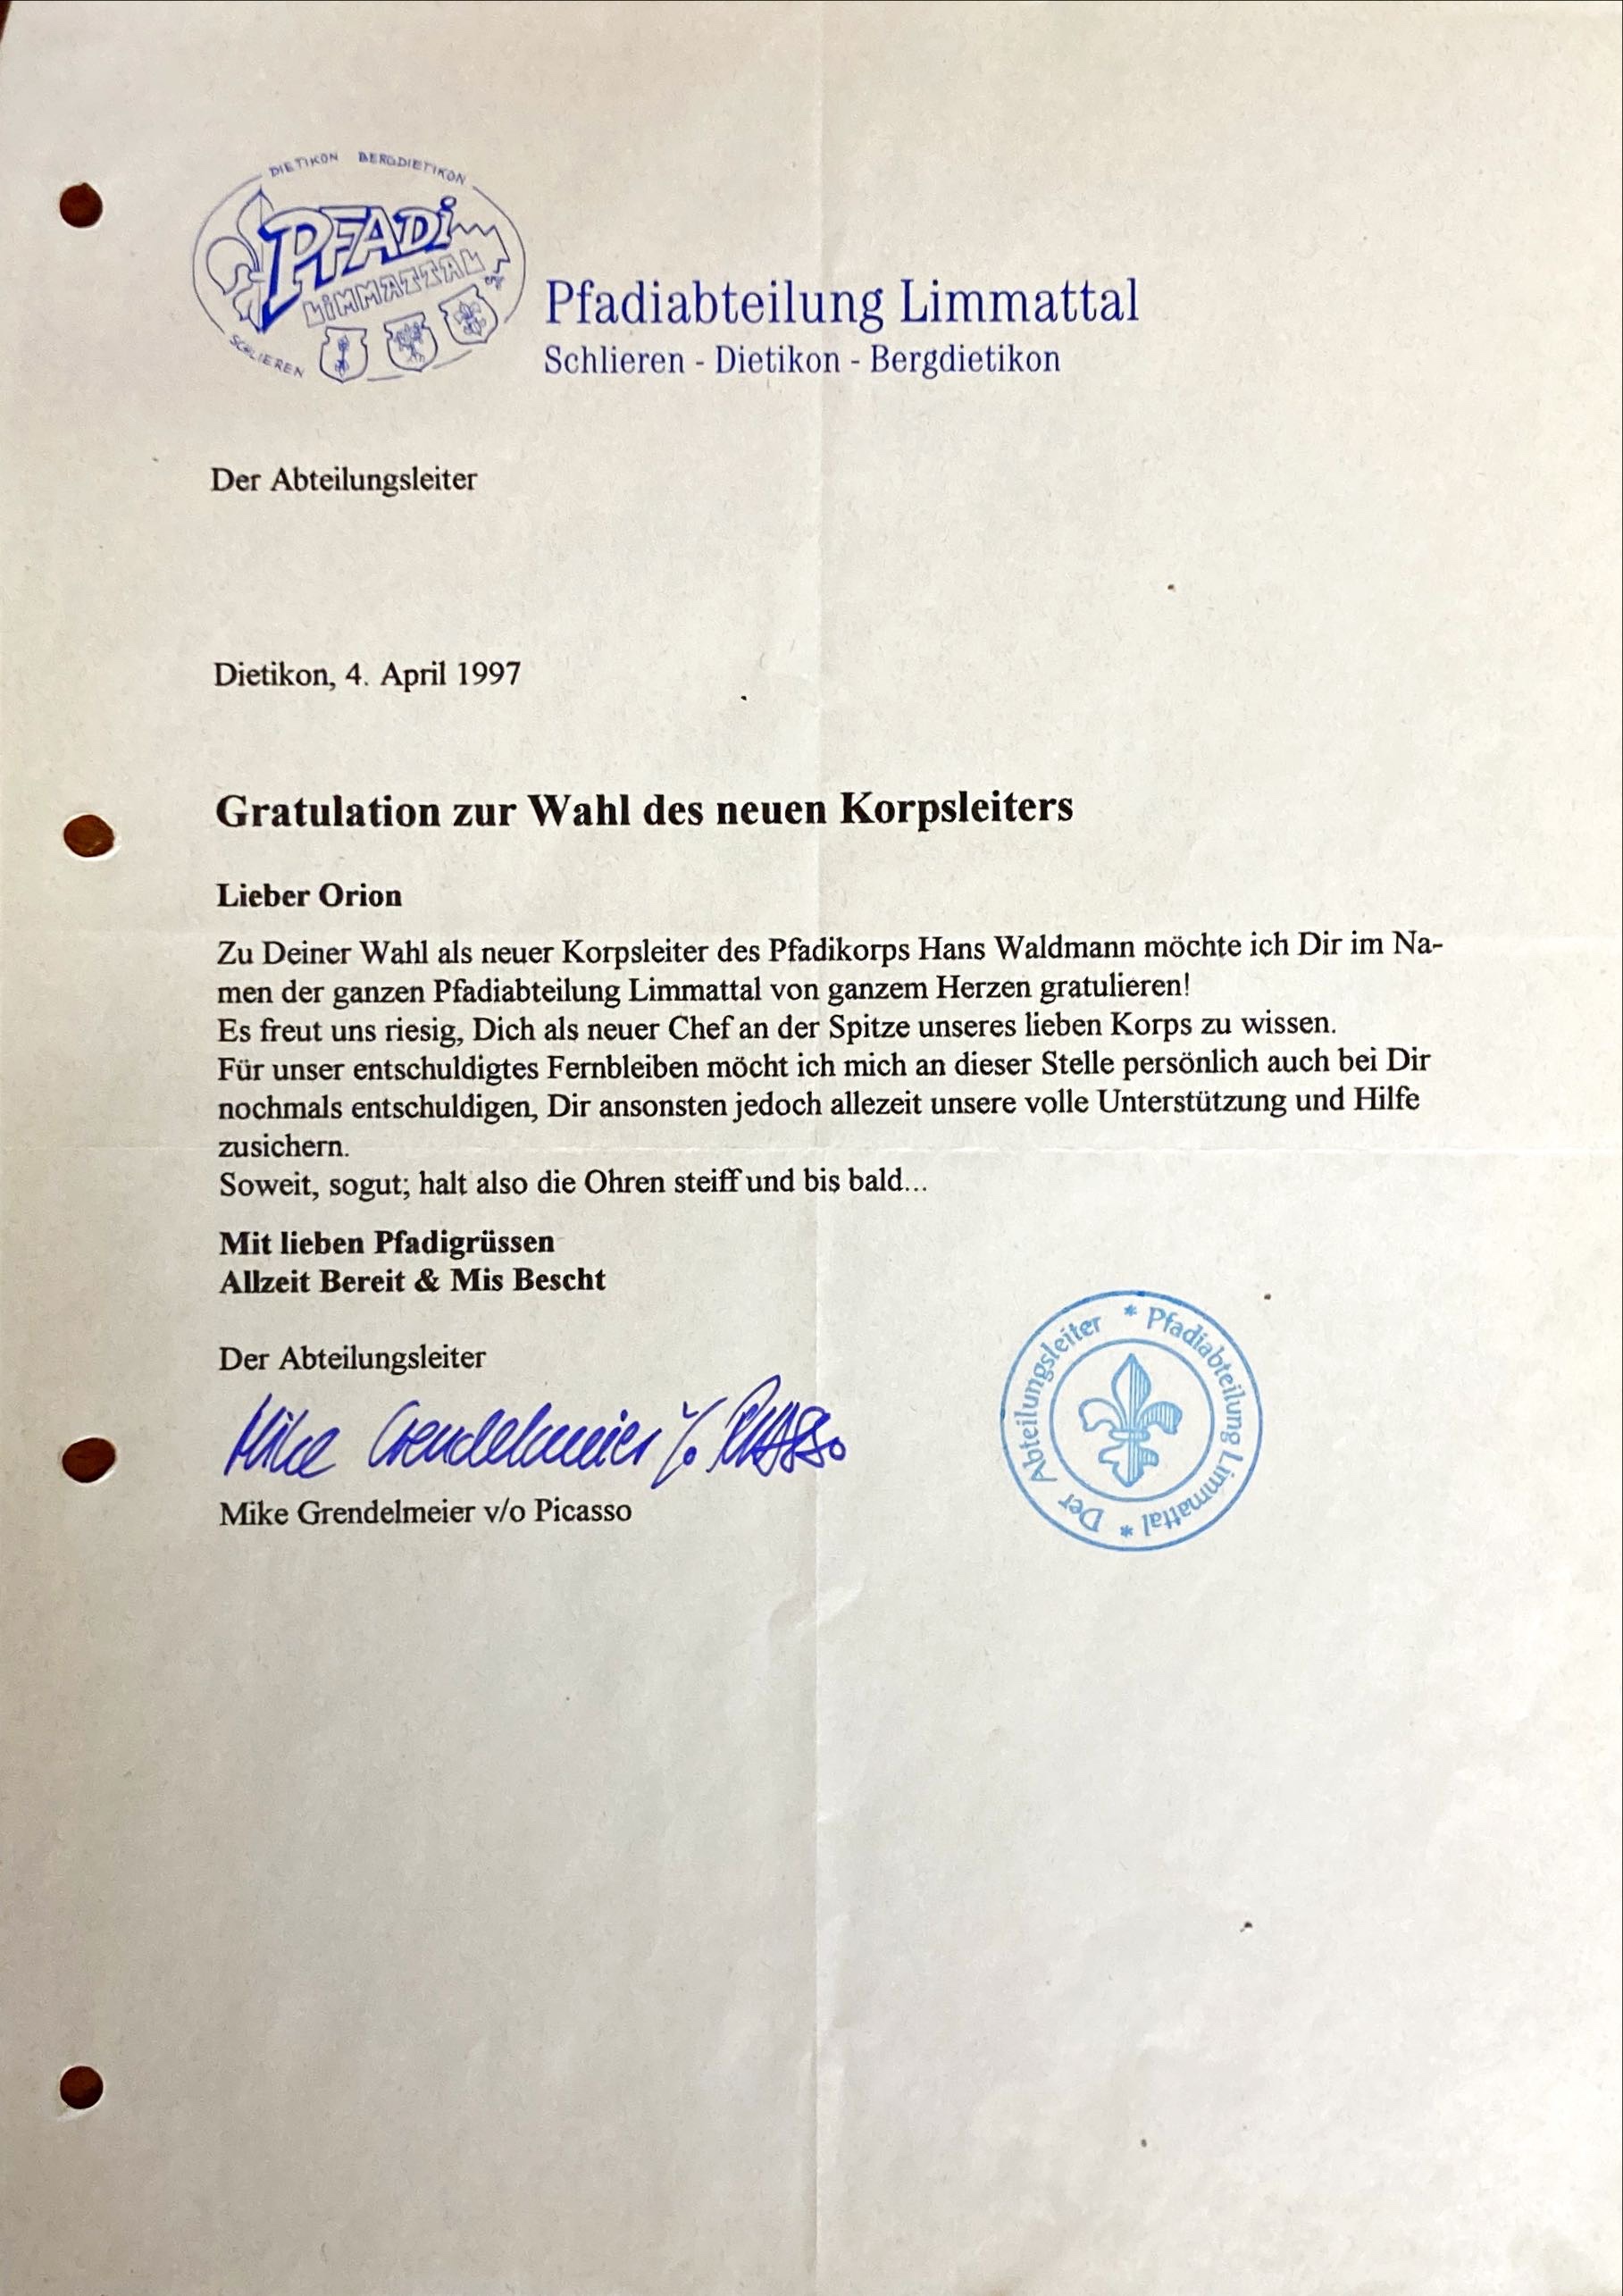 DIETIKON BERGDIETIKON
PFADi
LiMMATTAL
SCHLIEREN
Pfadiabteilung Limmattal
Schlieren - Dietikon - Bergdietikon
Der Abteilungsleiter
Dietikon, 4. April 1997
Gratulation zur Wahl des neuen Korpsleiters
Lieber Orion
Zu Deiner Wahl als neuer Korpsleiter des Pfadikorps Hans Waldmann möchte ich Dir im Na-
men der ganzen Pfadiabteilung Limmattal von ganzem Herzen gratulieren!
Es freut uns riesig, Dich als neuer Chef an der Spitze unseres lieben Korps zu wissen.
Für unser entschuldigtes Fernbleiben möcht ich mich an dieser Stelle persönlich auch bei Dir
nochmals entschuldigen, Dir ansonsten jedoch allezeit unsere volle Unterstützung und Hilfe
zusichern.
Soweit, sogut; halt also die Ohren steiff und bis bald...
Mit lieben Pfadigrüssen
Allzeit Bereit & Mis Bescht
Der Abteilungsleiter
Mike Grendelmeier v/o Picasso
Mike Grendelmeier v/o Picasso
* Pfadiabteilung Limmattal * Der Abteilungsleiter